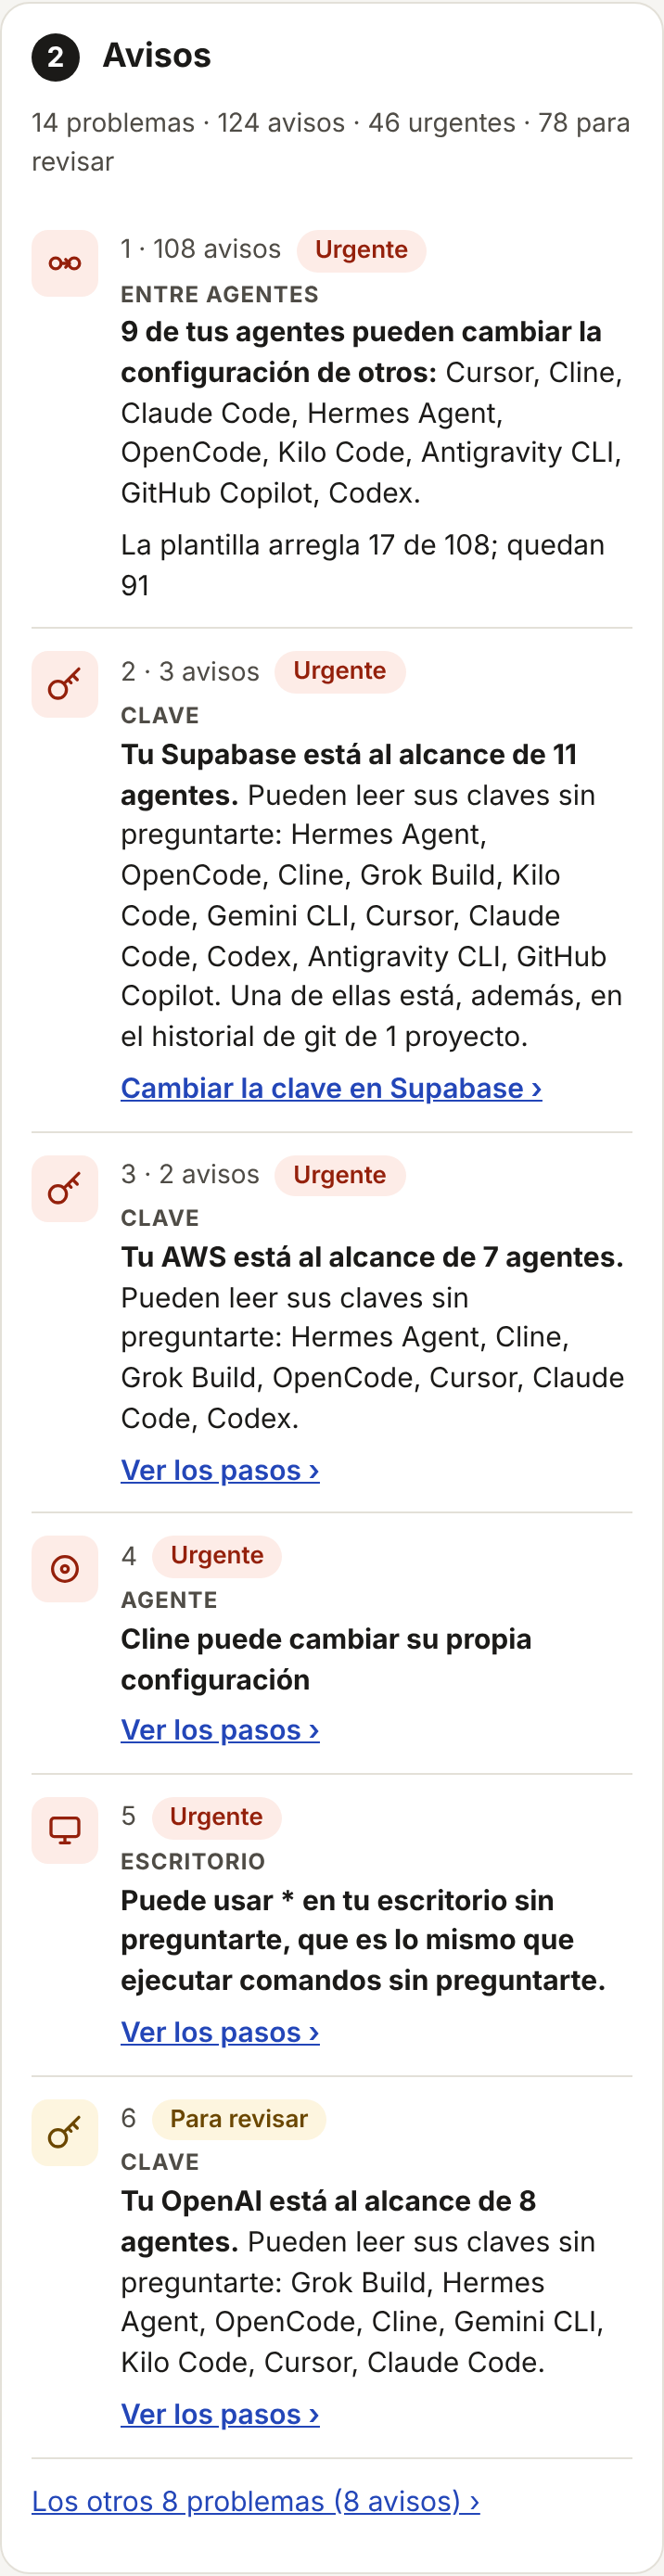 2 Avisos
14 problemas · 124 avisos · 46 urgentes · 78 para
revisar
1 · 108 avisos Urgente
ENTRE AGENTES
9 de tus agentes pueden cambiar la
configuración de otros: Cursor, Cline,
Claude Code, Hermes Agent,
OpenCode, Kilo Code, Antigravity CLI,
GitHub Copilot, Codex.
La plantilla arregla 17 de 108; quedan
91
2 · 3 avisos Urgente
CLAVE
Tu Supabase está al alcance de 11
agentes. Pueden leer sus claves sin
preguntarte: Hermes Agent,
OpenCode, Cline, Grok Build, Kilo
Code, Gemini CLI, Cursor, Claude
Code, Codex, Antigravity CLI, GitHub
Copilot. Una de ellas está, además, en
el historial de git de 1 proyecto.
Cambiar la clave en Supabase ›
3 · 2 avisos Urgente
CLAVE
Tu AWS está al alcance de 7 agentes.
Pueden leer sus claves sin
preguntarte: Hermes Agent, Cline,
Grok Build, OpenCode, Cursor, Claude
Code, Codex.
Ver los pasos ›
4 Urgente
AGENTE
Cline puede cambiar su propia
configuración
Ver los pasos ›
5 Urgente
ESCRITORIO
Puede usar * en tu escritorio sin
preguntarte, que es lo mismo que
ejecutar comandos sin preguntarte.
Ver los pasos ›
6 Para revisar
CLAVE
Tu OpenAI está al alcance de 8
agentes. Pueden leer sus claves sin
preguntarte: Grok Build, Hermes
Agent, OpenCode, Cline, Gemini CLI,
Kilo Code, Cursor, Claude Code.
Ver los pasos ›
Los otros 8 problemas (8 avisos) ›